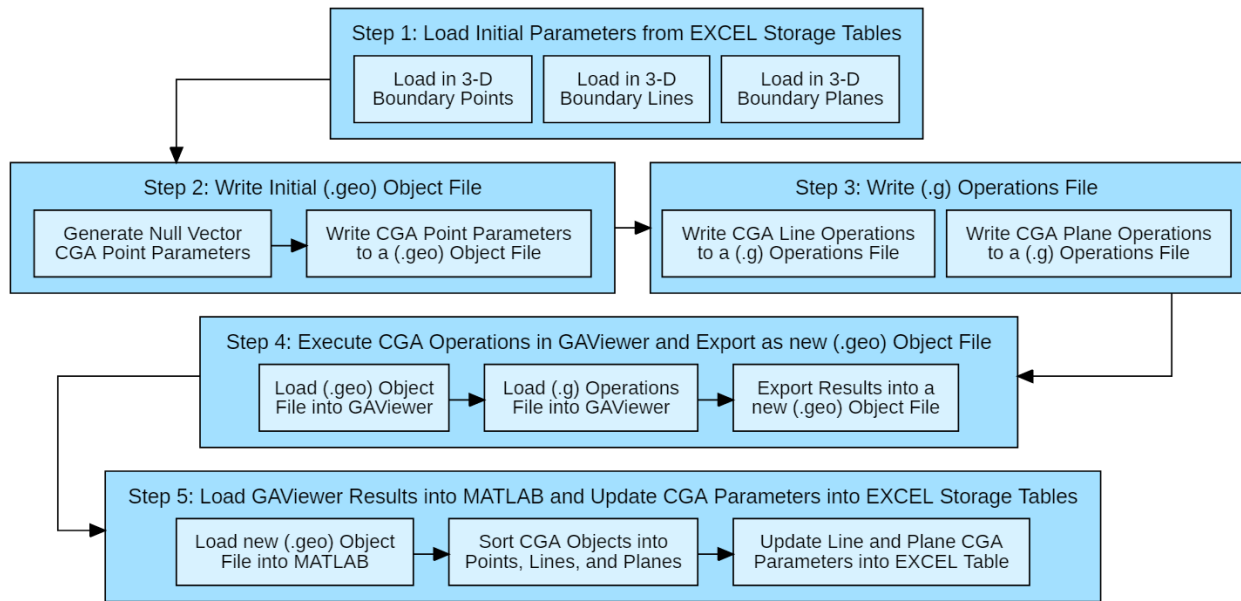 Step 1: Load Initial Parameters from EXCEL Storage Tables
Load in 3-D
Boundary Points
Load in 3-D
Boundary Lines
Load in 3-D
Boundary Planes
Step 2: Write Initial (.geo) Object File
Generate Null Vector
CGA Point Parameters
Write CGA Point Parameters
to a (.geo) Object File
Step 3: Write (.g) Operations File
Write CGA Line Operations
to a (.g) Operations File
Write CGA Plane Operations
to a (.g) Operations File
Step 4: Execute CGA Operations in GAViewer and Export as new (.geo) Object File
Load (.geo) Object
File into GAViewer
Load (.g) Operations
File into GAViewer
Export Results into a
new (.geo) Object File
Step 5: Load GAViewer Results into MATLAB and Update CGA Parameters into EXCEL Storage Tables
Load new (.geo) Object
File into MATLAB
Sort CGA Objects into
Points, Lines, and Planes
Update Line and Plane CGA
Parameters into EXCEL Table